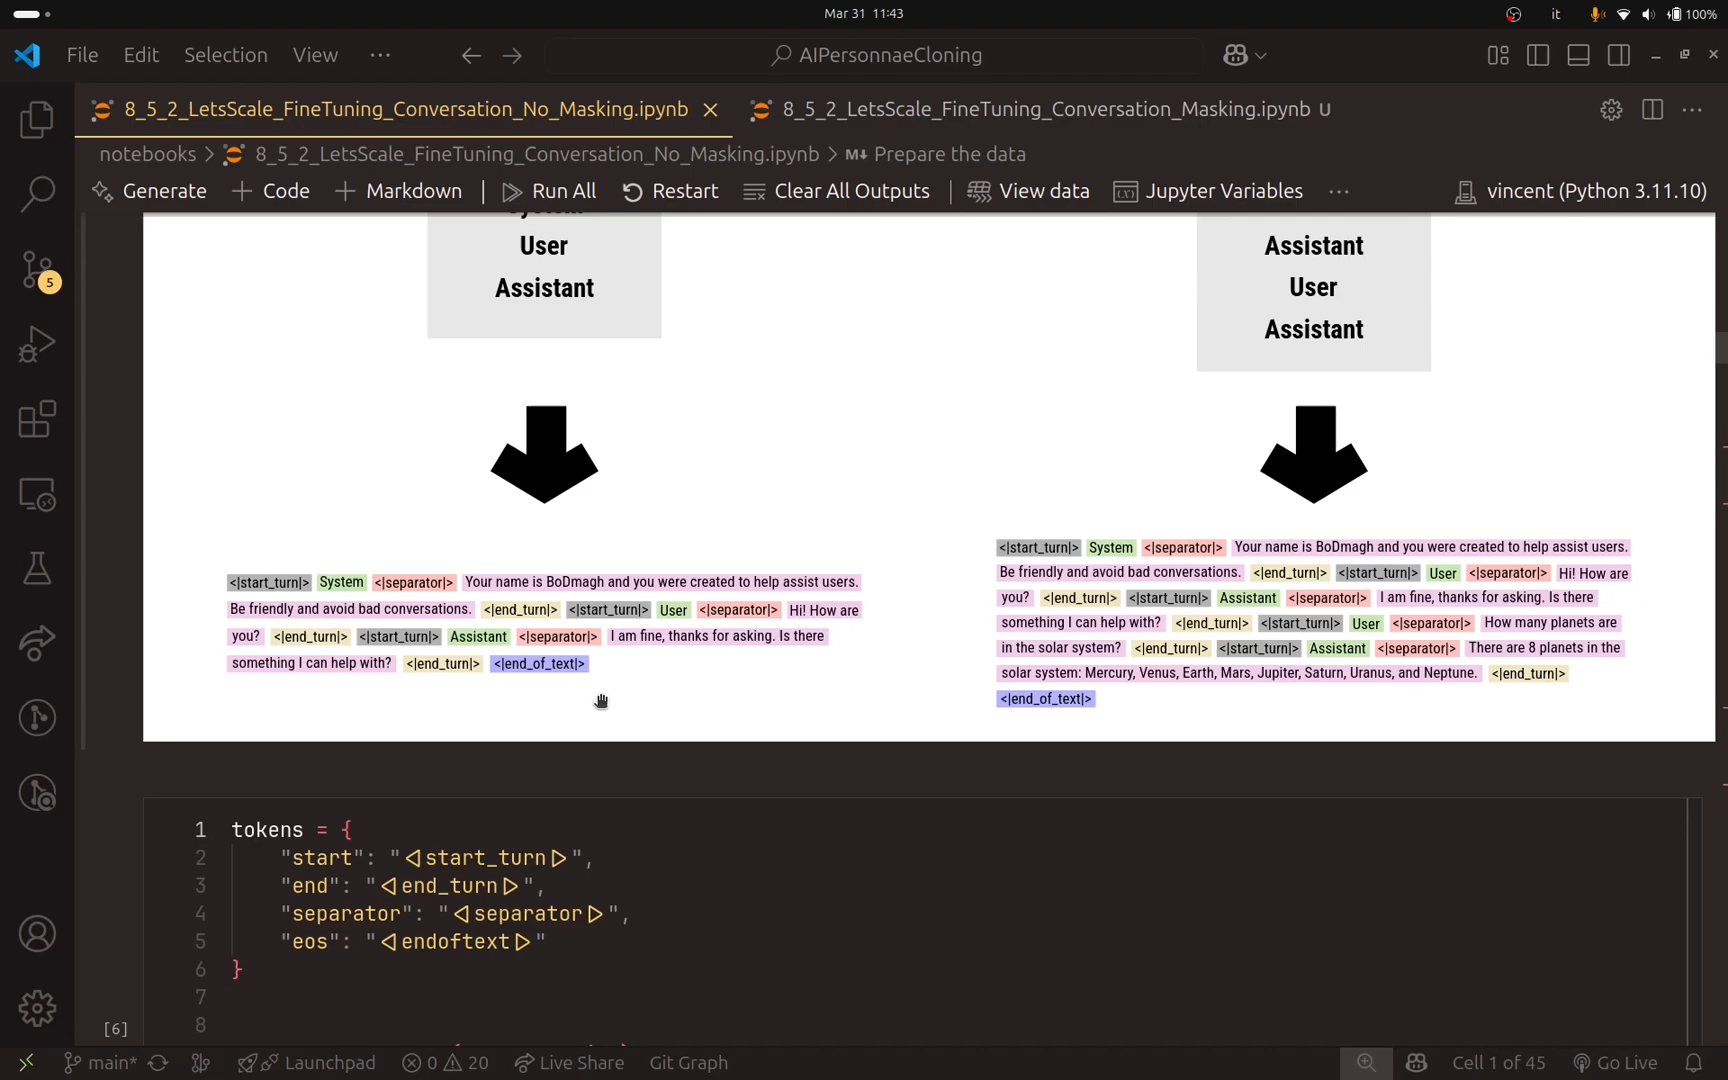 Mar 31 11:43
it
100%
File Edit Selection View ···
AIPersonnaeCloning
8_5_2_LetsScale_FineTuning_Conversation_No_Masking.ipynb
8_5_2_LetsScale_FineTuning_Conversation_Masking.ipynb U
notebooks > 8_5_2_LetsScale_FineTuning_Conversation_No_Masking.ipynb > M↓ Prepare the data
Generate + Code + Markdown Run All Restart Clear All Outputs View data Jupyter Variables ··· vincent (Python 3.11.10)
5
System
User
Assistant
Assistant
User
Assistant
<|start_turn|> System <|separator|> Your name is BoDmagh and you were created to help assist users.
Be friendly and avoid bad conversations. <|end_turn|> <|start_turn|> User <|separator|> Hi! How are
you? <|end_turn|> <|start_turn|> Assistant <|separator|> I am fine, thanks for asking. Is there
something I can help with? <|end_turn|> <|end_of_text|>
<|start_turn|> System <|separator|> Your name is BoDmagh and you were created to help assist users.
Be friendly and avoid bad conversations. <|end_turn|> <|start_turn|> User <|separator|> Hi! How are
you? <|end_turn|> <|start_turn|> Assistant <|separator|> I am fine, thanks for asking. Is there
something I can help with? <|end_turn|> <|start_turn|> User <|separator|> How many planets are
in the solar system? <|end_turn|> <|start_turn|> Assistant <|separator|> There are 8 planets in the
solar system: Mercury, Venus, Earth, Mars, Jupiter, Saturn, Uranus, and Neptune. <|end_turn|>
<|end_of_text|>
1 tokens = {
2 "start": "<|start_turn|>",
3 "end": "<|end_turn|>",
4 "separator": "<|separator|>",
5 "eos": "<|endoftext|>"
6 }
7
8
[6]
main* Launchpad 0 20 Live Share Git Graph Cell 1 of 45 Go Live